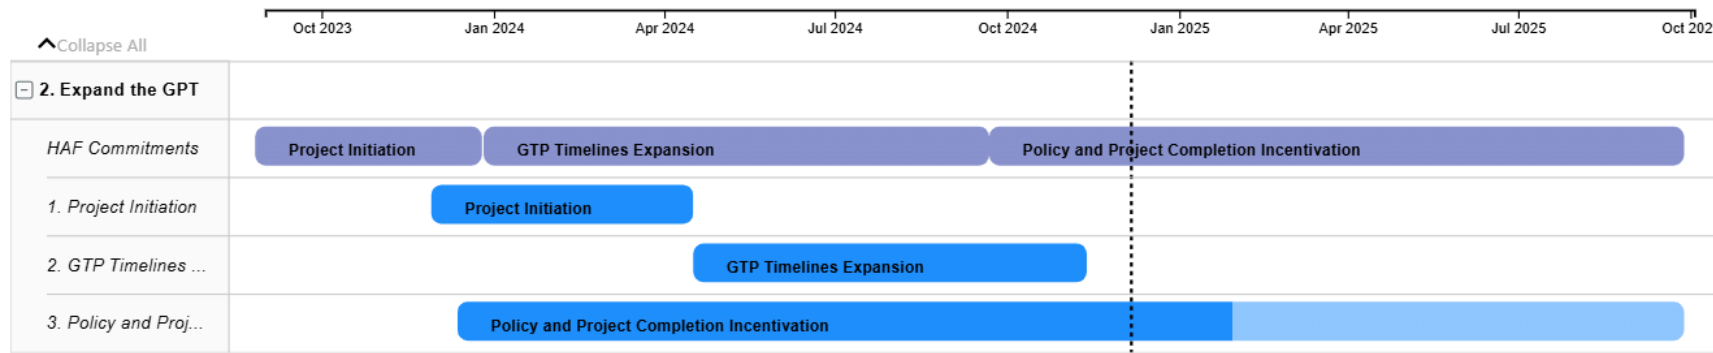 Oct 2023 Jan 2024 Apr 2024 Jul 2024 Oct 2024 Jan 2025 Apr 2025 Jul 2025 Oct 202
Collapse All
2. Expand the GPT
HAF Commitments Project Initiation GTP Timelines Expansion Policy and Project Completion Incentivation
1. Project Initiation Project Initiation
2. GTP Timelines ... GTP Timelines Expansion
3. Policy and Proj... Policy and Project Completion Incentivation